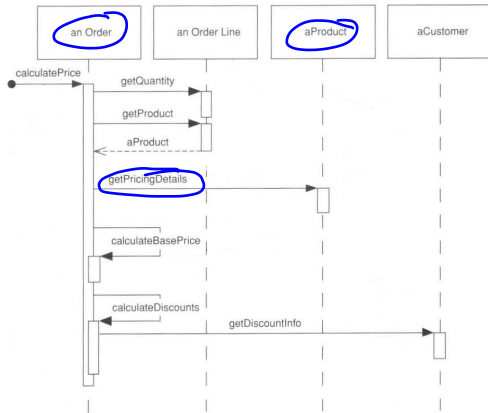 an Order
an Order Line
aProduct
aCustomer
calculatePrice
getQuantity
getProduct
aProduct
getPricingDetails
calculateBasePrice
calculateDiscounts
getDiscountInfo